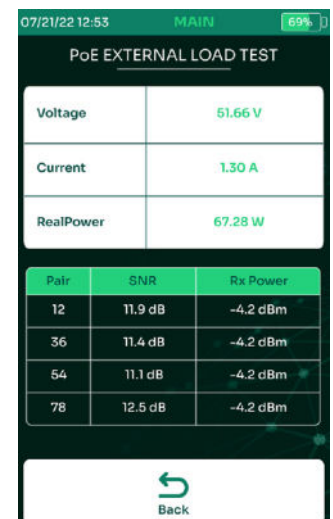 07/21/22 12:53 MAIN 69%
PoE EXTERNAL LOAD TEST
Voltage 51.66 V
Current 1.30 A
RealPower 67.28 W
Pair SNR Rx Power
12 11.9 dB -4.2 dBm
36 11.4 dB -4.2 dBm
54 11.1 dB -4.2 dBm
78 12.5 dB -4.2 dBm
Back